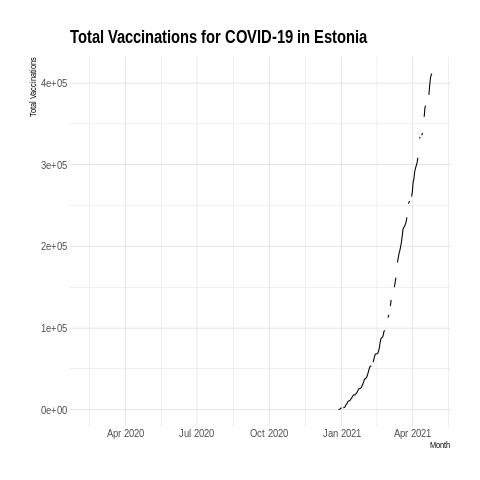 Total Vaccinations for COVID-19 in Estonia
Total Vaccinations
4e+05
3e+05
2e+05
1e+05
0e+00
Apr 2020 Jul 2020 Oct 2020 Jan 2021 Apr 2021
Month